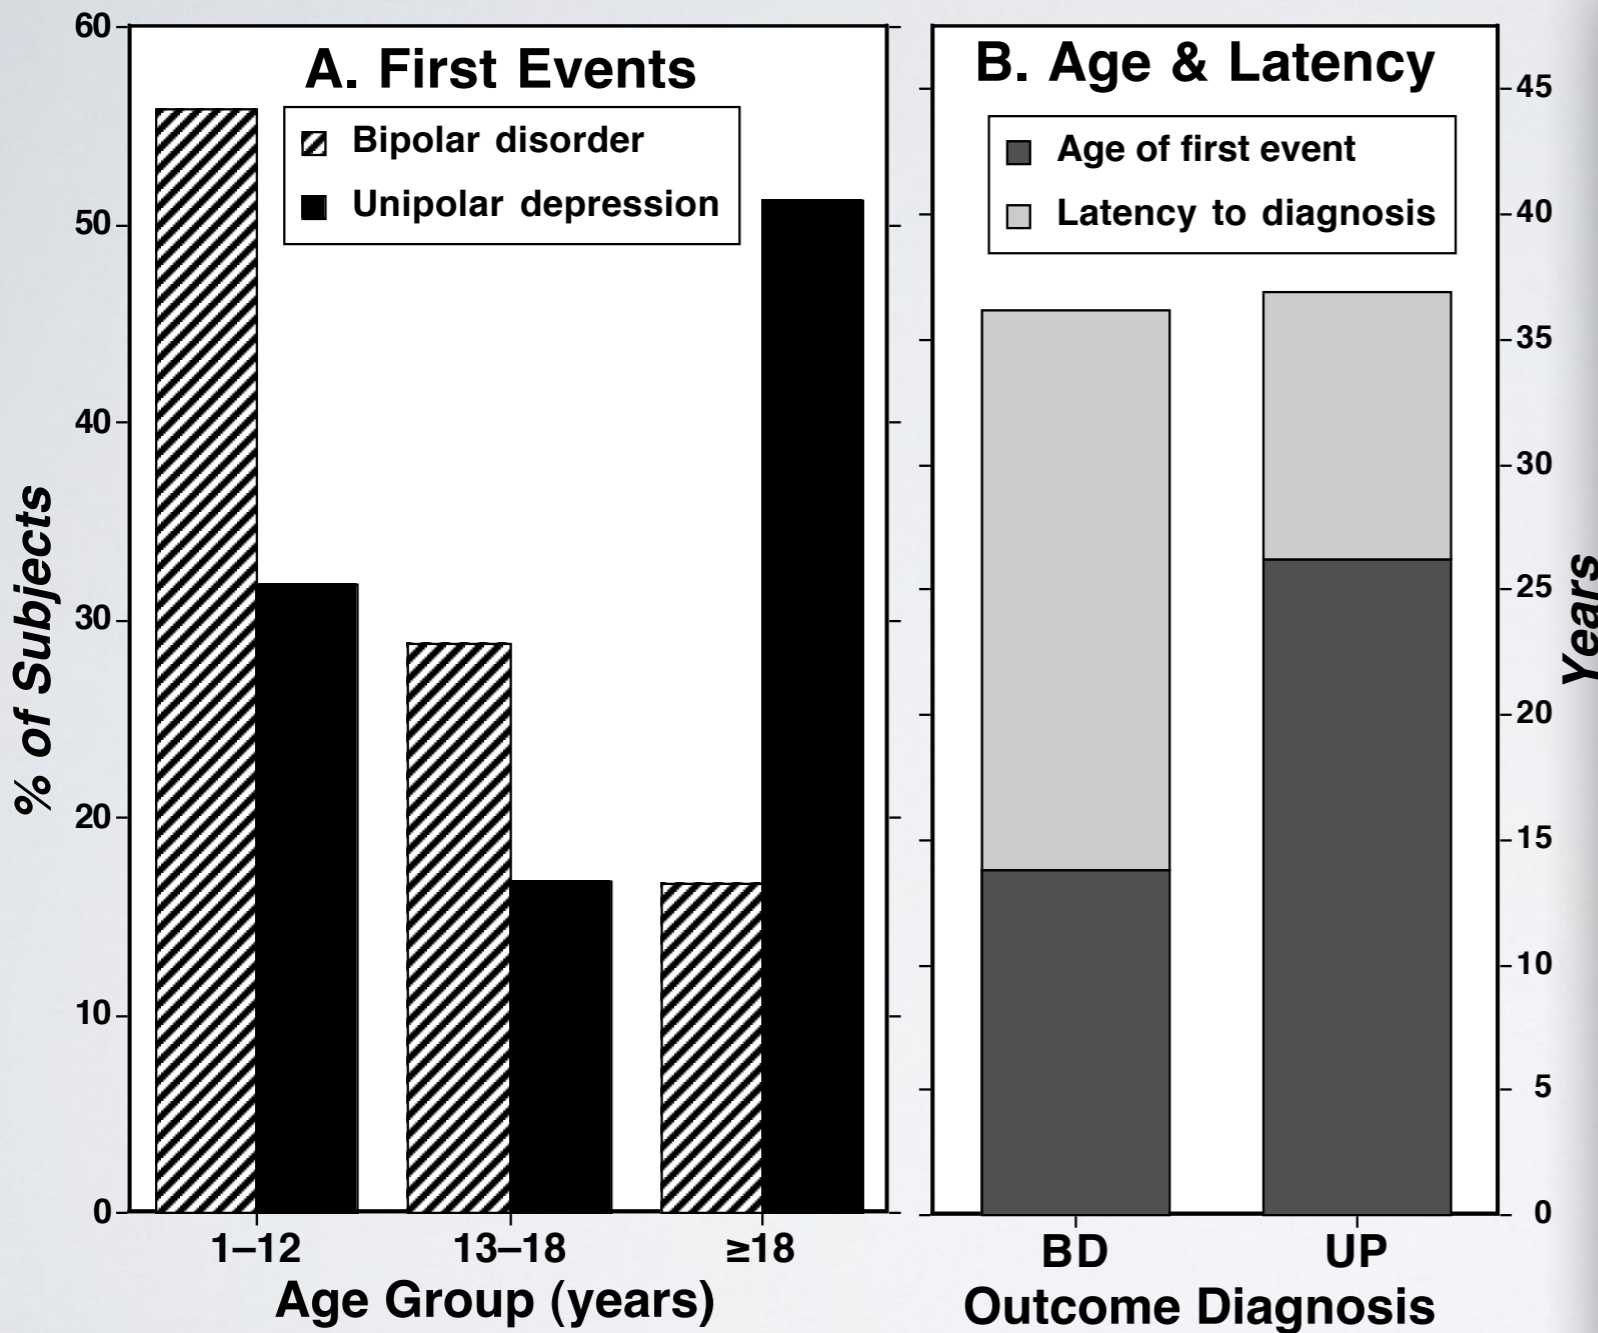 A. First Events
Bipolar disorder
Unipolar depression
% of Subjects
60
50
40
30
20
10
0
1–12
13–18
≥18
Age Group (years)
B. Age & Latency
Age of first event
Latency to diagnosis
45
40
35
30
25
20
15
10
5
0
Years
BD
UP
Outcome Diagnosis